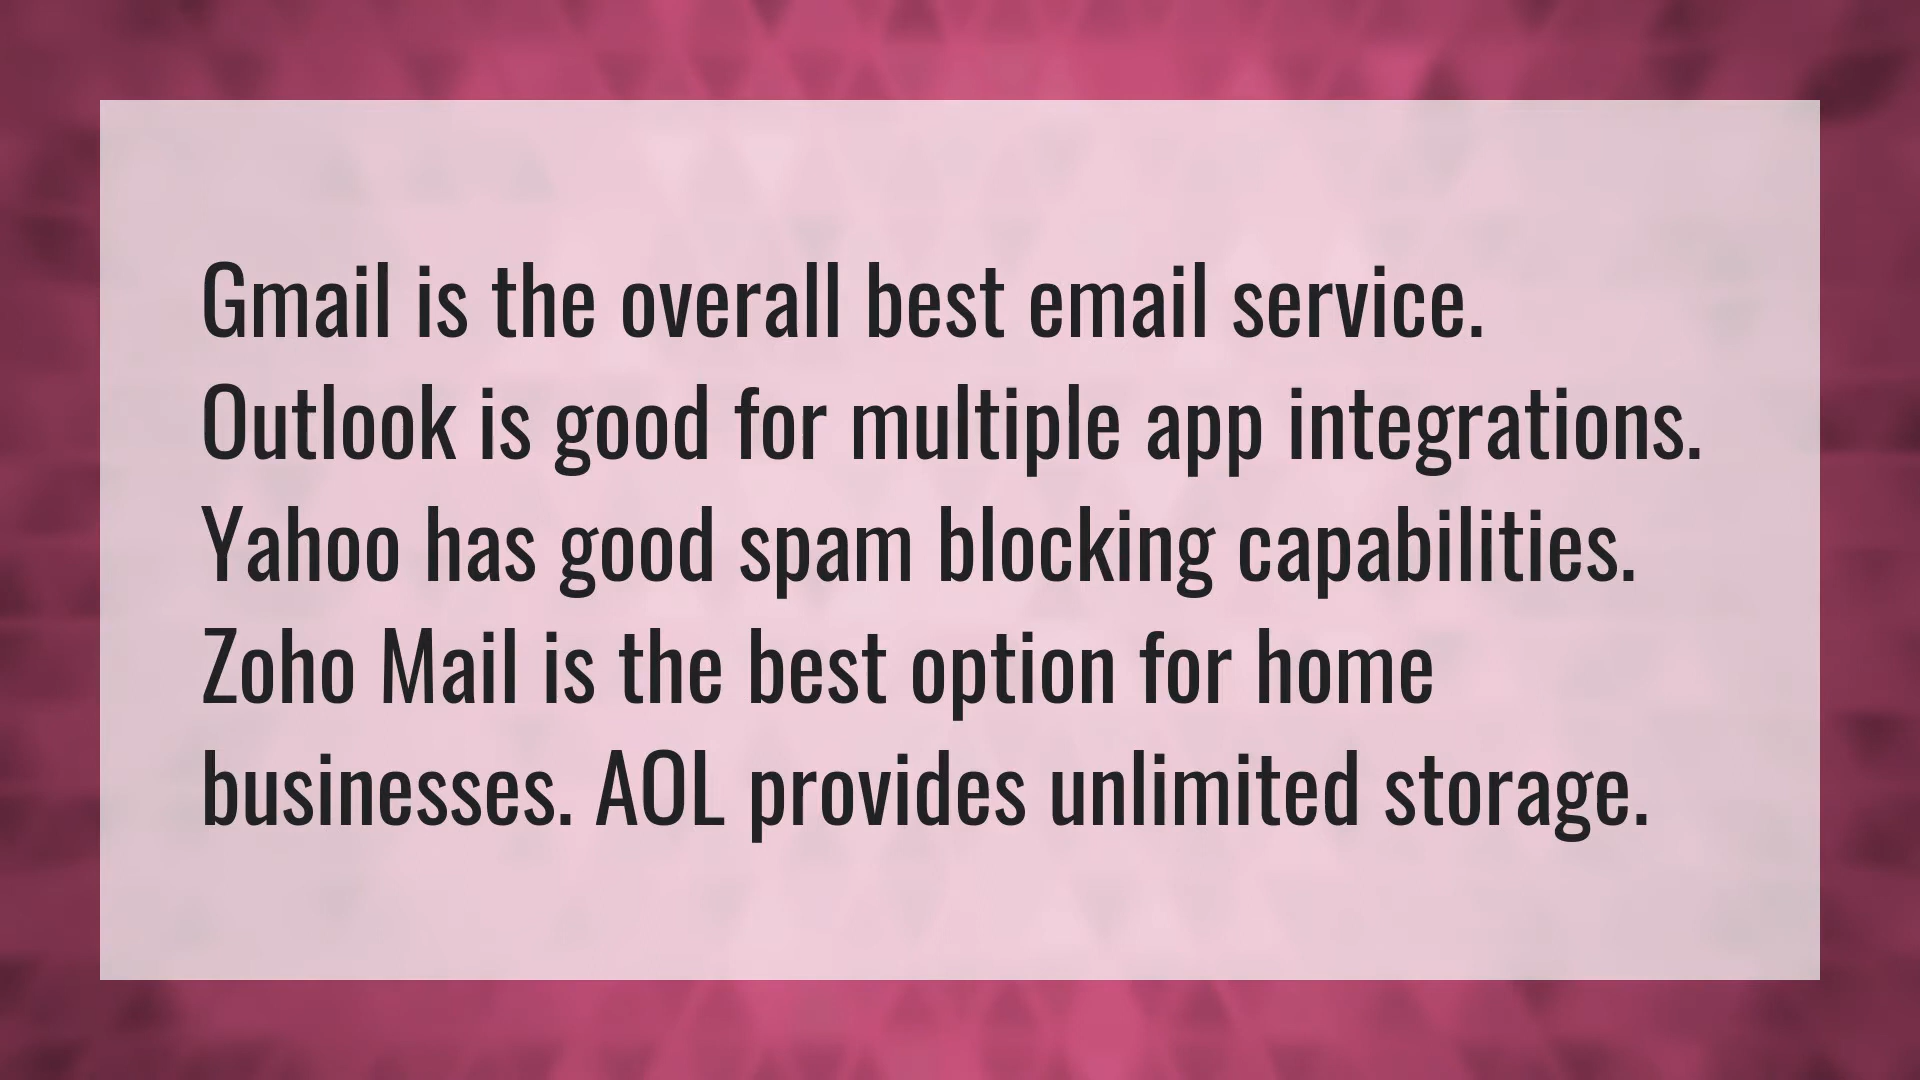 Gmail is the overall best email service.
Outlook is good for multiple app integrations.
Yahoo has good spam blocking capabilities.
Zoho Mail is the best option for home
businesses. AOL provides unlimited storage.